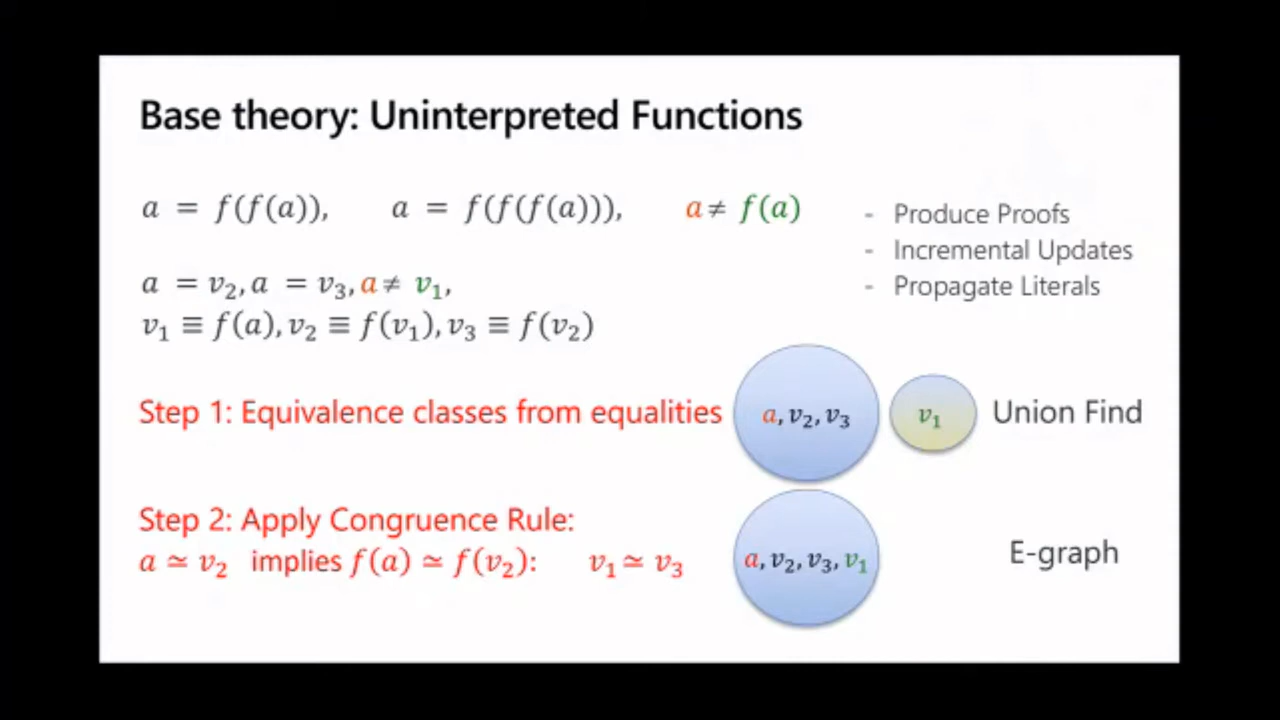 Base theory: Uninterpreted Functions
a = f(f(a)), a = f(f(f(a))), a ≠ f(a)
- Produce Proofs
- Incremental Updates
- Propagate Literals
a = v₂, a = v₃, a ≠ v₁,
v₁ ≡ f(a), v₂ ≡ f(v₁), v₃ ≡ f(v₂)
Step 1: Equivalence classes from equalities
a, v₂, v₃
v₁
Union Find
Step 2: Apply Congruence Rule:
a ≃ v₂ implies f(a) ≃ f(v₂): v₁ ≃ v₃
a, v₂, v₃, v₁
E-graph